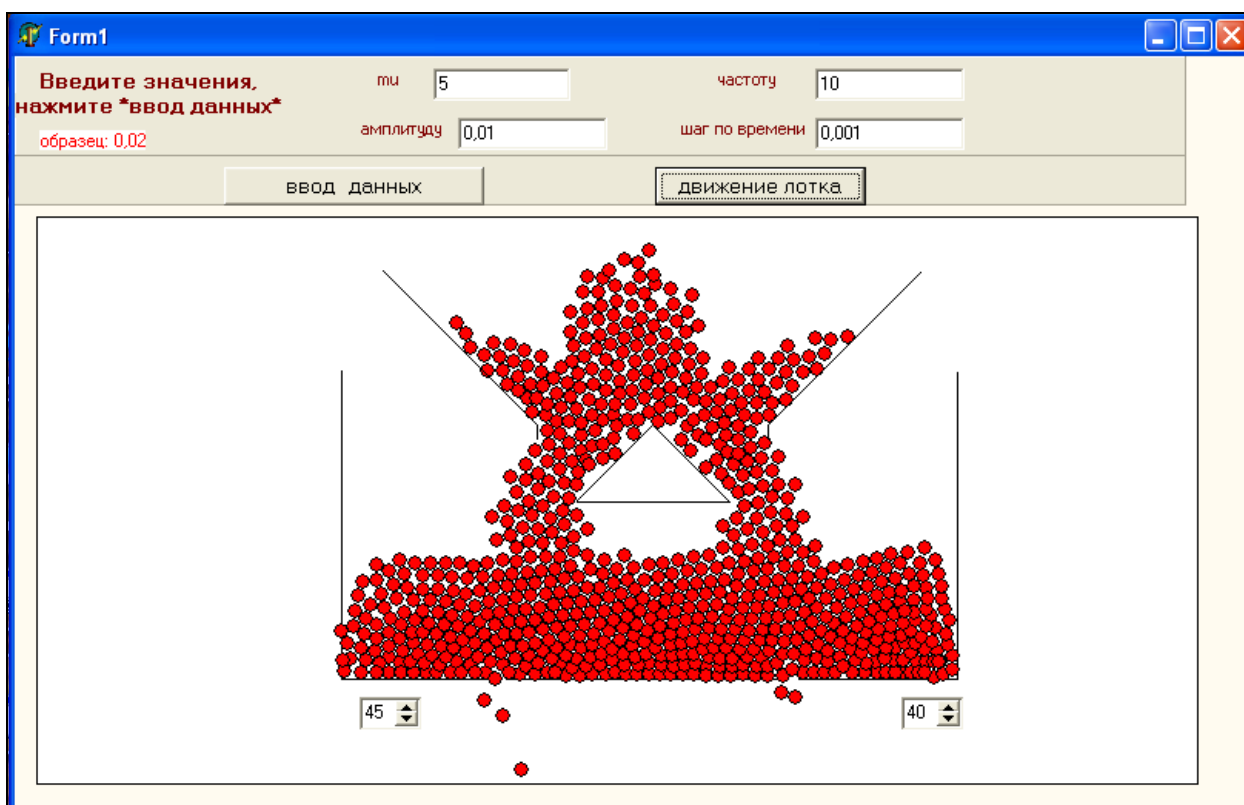 Form1
Введите значения,
нажмите *ввод данных*
образец: 0,02
mu 5
частоту 10
амплитуду 0,01
шаг по времени 0,001
ввод данных
движение лотка
45
40